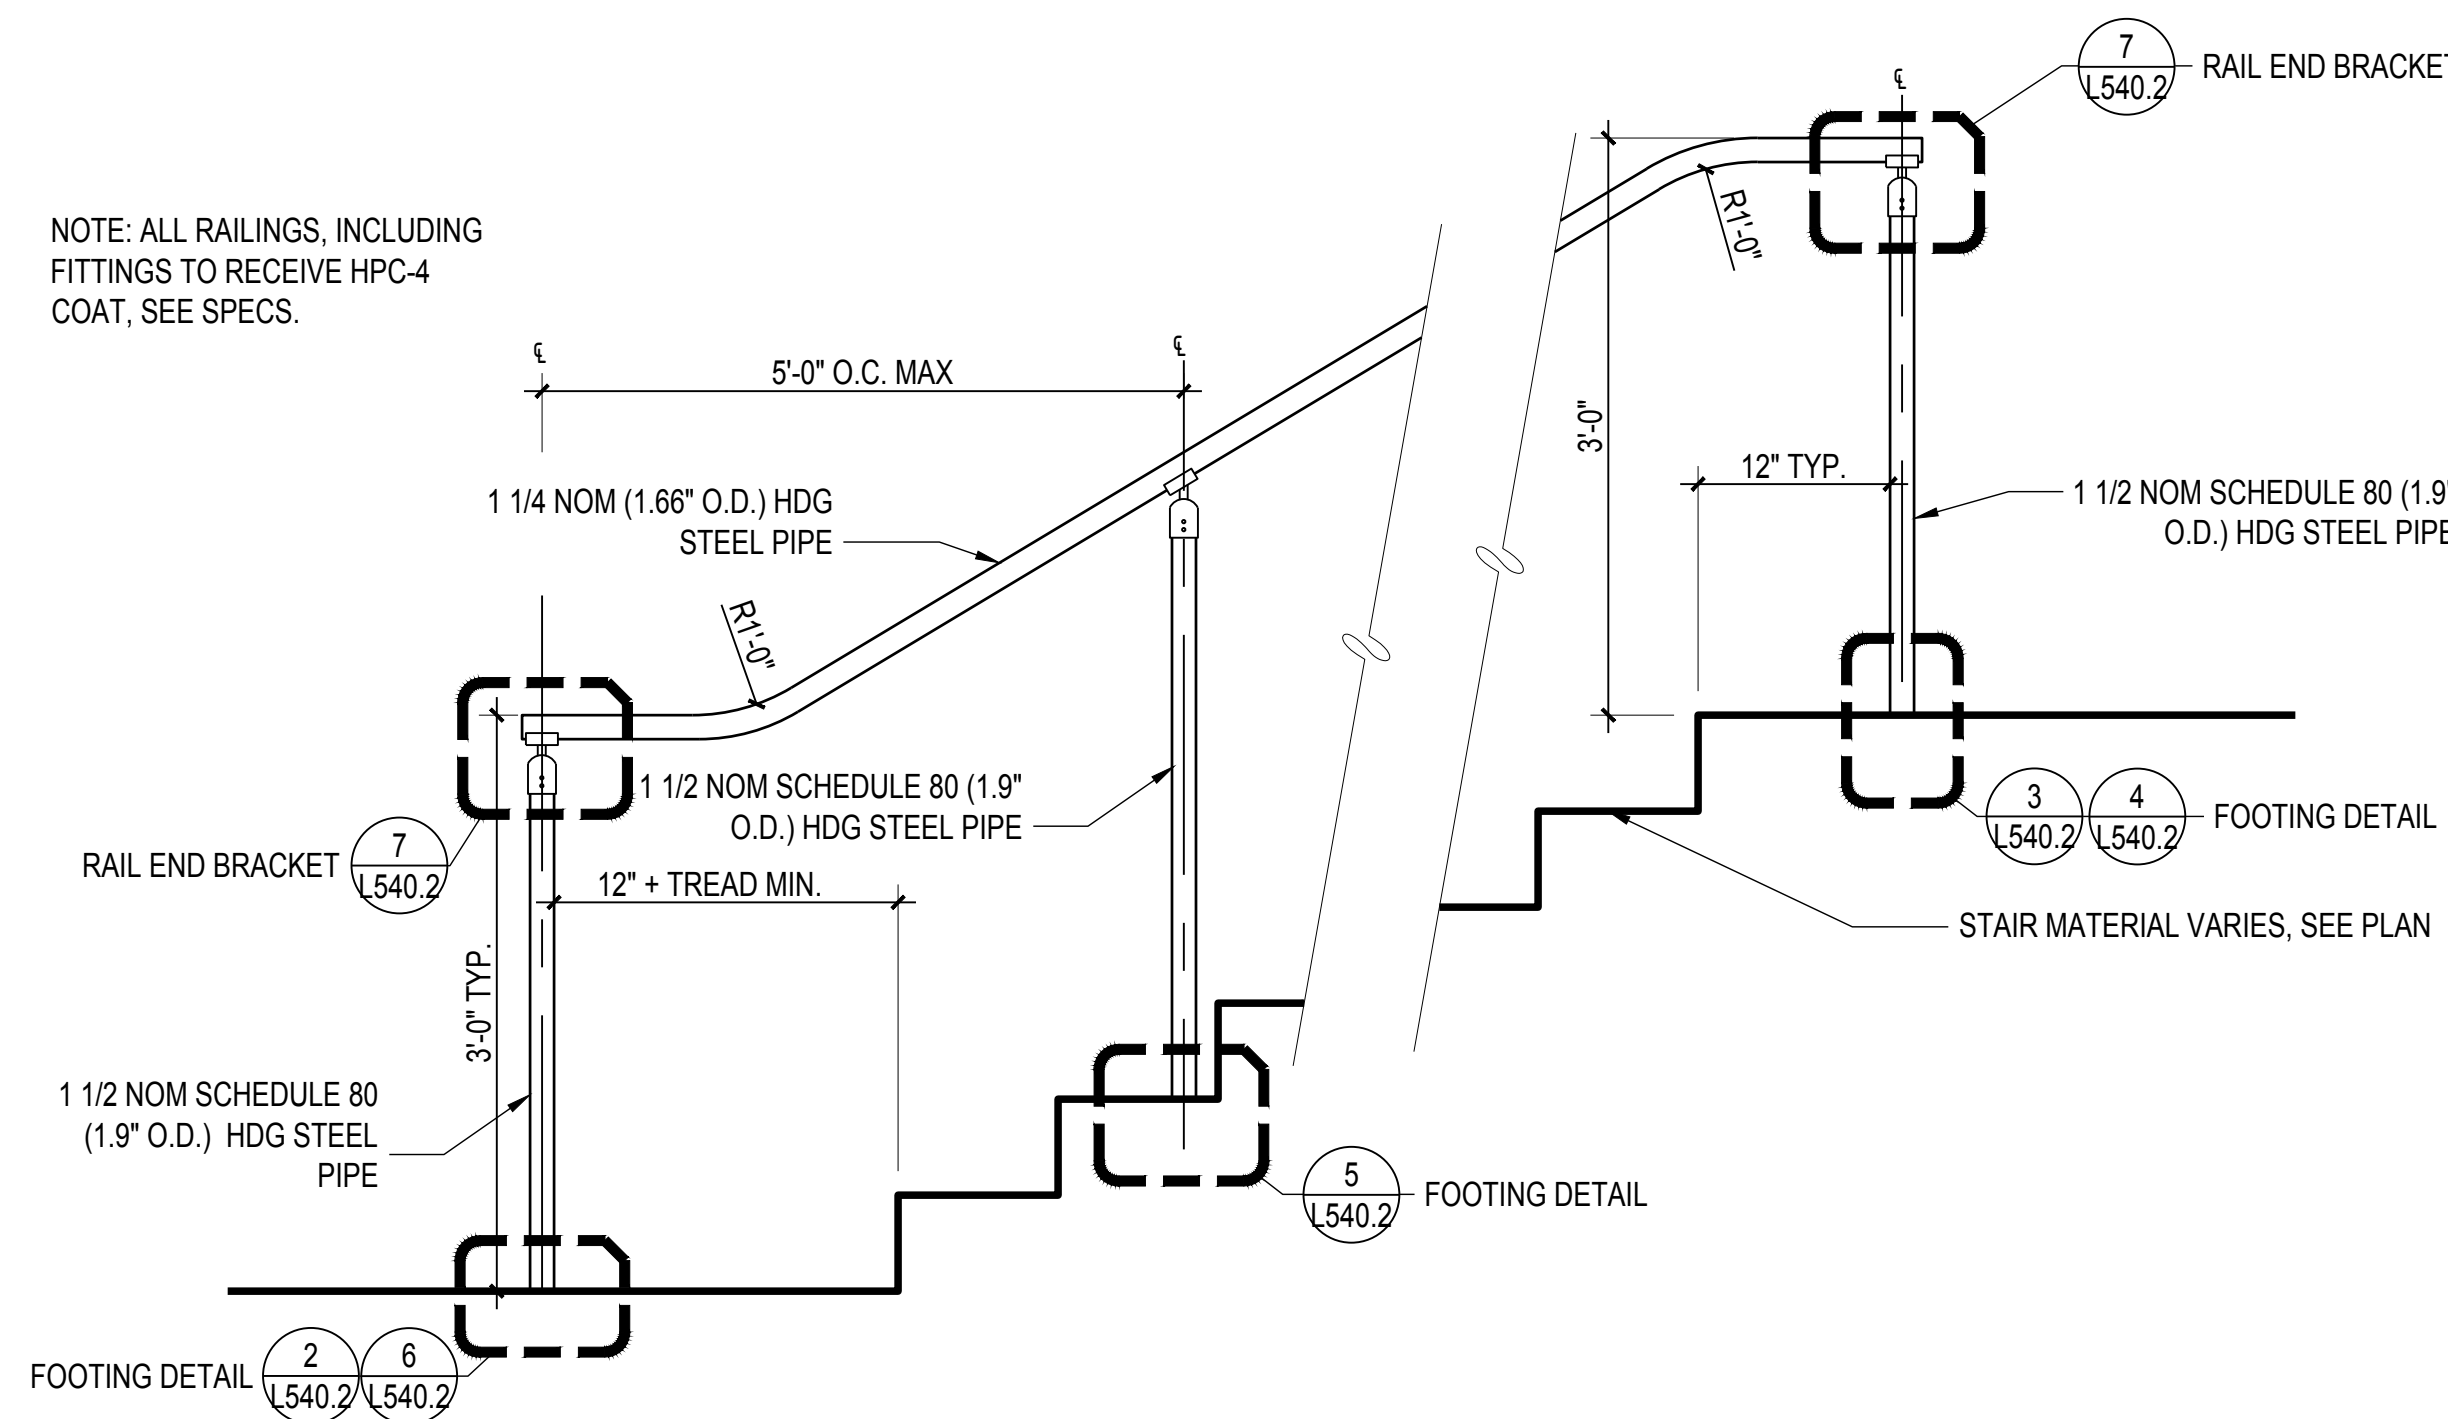 7
L540.2
RAIL END BRACKET
℄
NOTE: ALL RAILINGS, INCLUDING
FITTINGS TO RECEIVE HPC-4
COAT, SEE SPECS.
R1'-0"
℄
℄
5'-0" O.C. MAX
3'-0"
12" TYP.
1 1/4 NOM (1.66" O.D.) HDG
STEEL PIPE
1 1/2 NOM SCHEDULE 80 (1.9"
O.D.) HDG STEEL PIPE
R1'-0"
1 1/2 NOM SCHEDULE 80 (1.9"
O.D.) HDG STEEL PIPE
RAIL END BRACKET
7
L540.2
12" + TREAD MIN.
3
L540.2
4
L540.2
FOOTING DETAIL
STAIR MATERIAL VARIES, SEE PLAN
3'-0" TYP.
1 1/2 NOM SCHEDULE 80
(1.9" O.D.) HDG STEEL
PIPE
5
L540.2
FOOTING DETAIL
FOOTING DETAIL
2
L540.2
6
L540.2